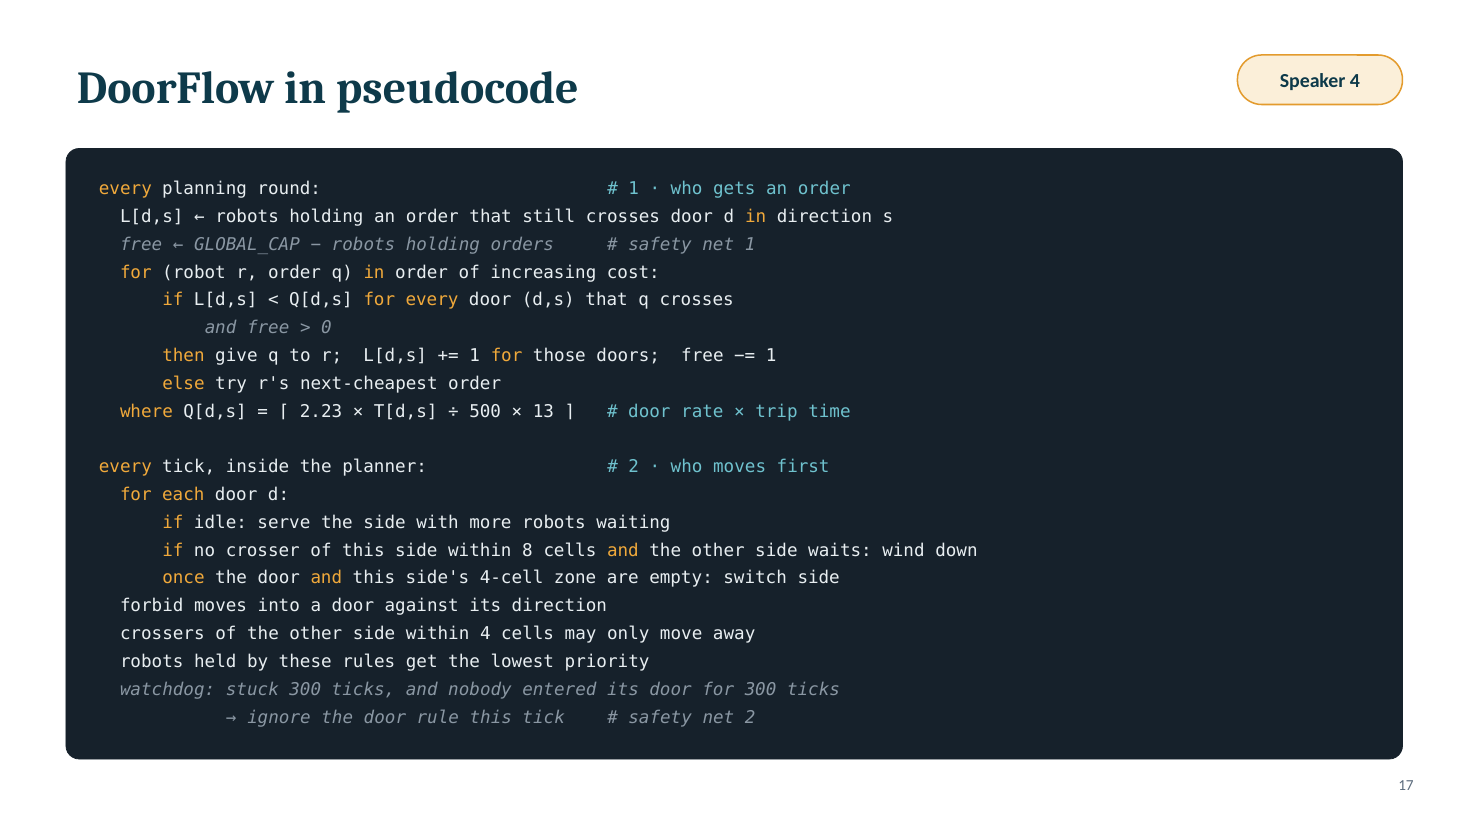 DoorFlow in pseudocode
Speaker 4
every planning round:                           # 1 · who gets an order
  L[d,s] ← robots holding an order that still crosses door d in direction s
  free ← GLOBAL_CAP − robots holding orders     # safety net 1
  for (robot r, order q) in order of increasing cost:
      if L[d,s] < Q[d,s] for every door (d,s) that q crosses
          and free > 0
      then give q to r;  L[d,s] += 1 for those doors;  free −= 1
      else try r's next-cheapest order
  where Q[d,s] = ⌈ 2.23 × T[d,s] ÷ 500 × 13 ⌉   # door rate × trip time
every tick, inside the planner:                 # 2 · who moves first
  for each door d:
      if idle: serve the side with more robots waiting
      if no crosser of this side within 8 cells and the other side waits: wind down
      once the door and this side's 4-cell zone are empty: switch side
  forbid moves into a door against its direction
  crossers of the other side within 4 cells may only move away
  robots held by these rules get the lowest priority
  watchdog: stuck 300 ticks, and nobody entered its door for 300 ticks
            → ignore the door rule this tick    # safety net 2
17